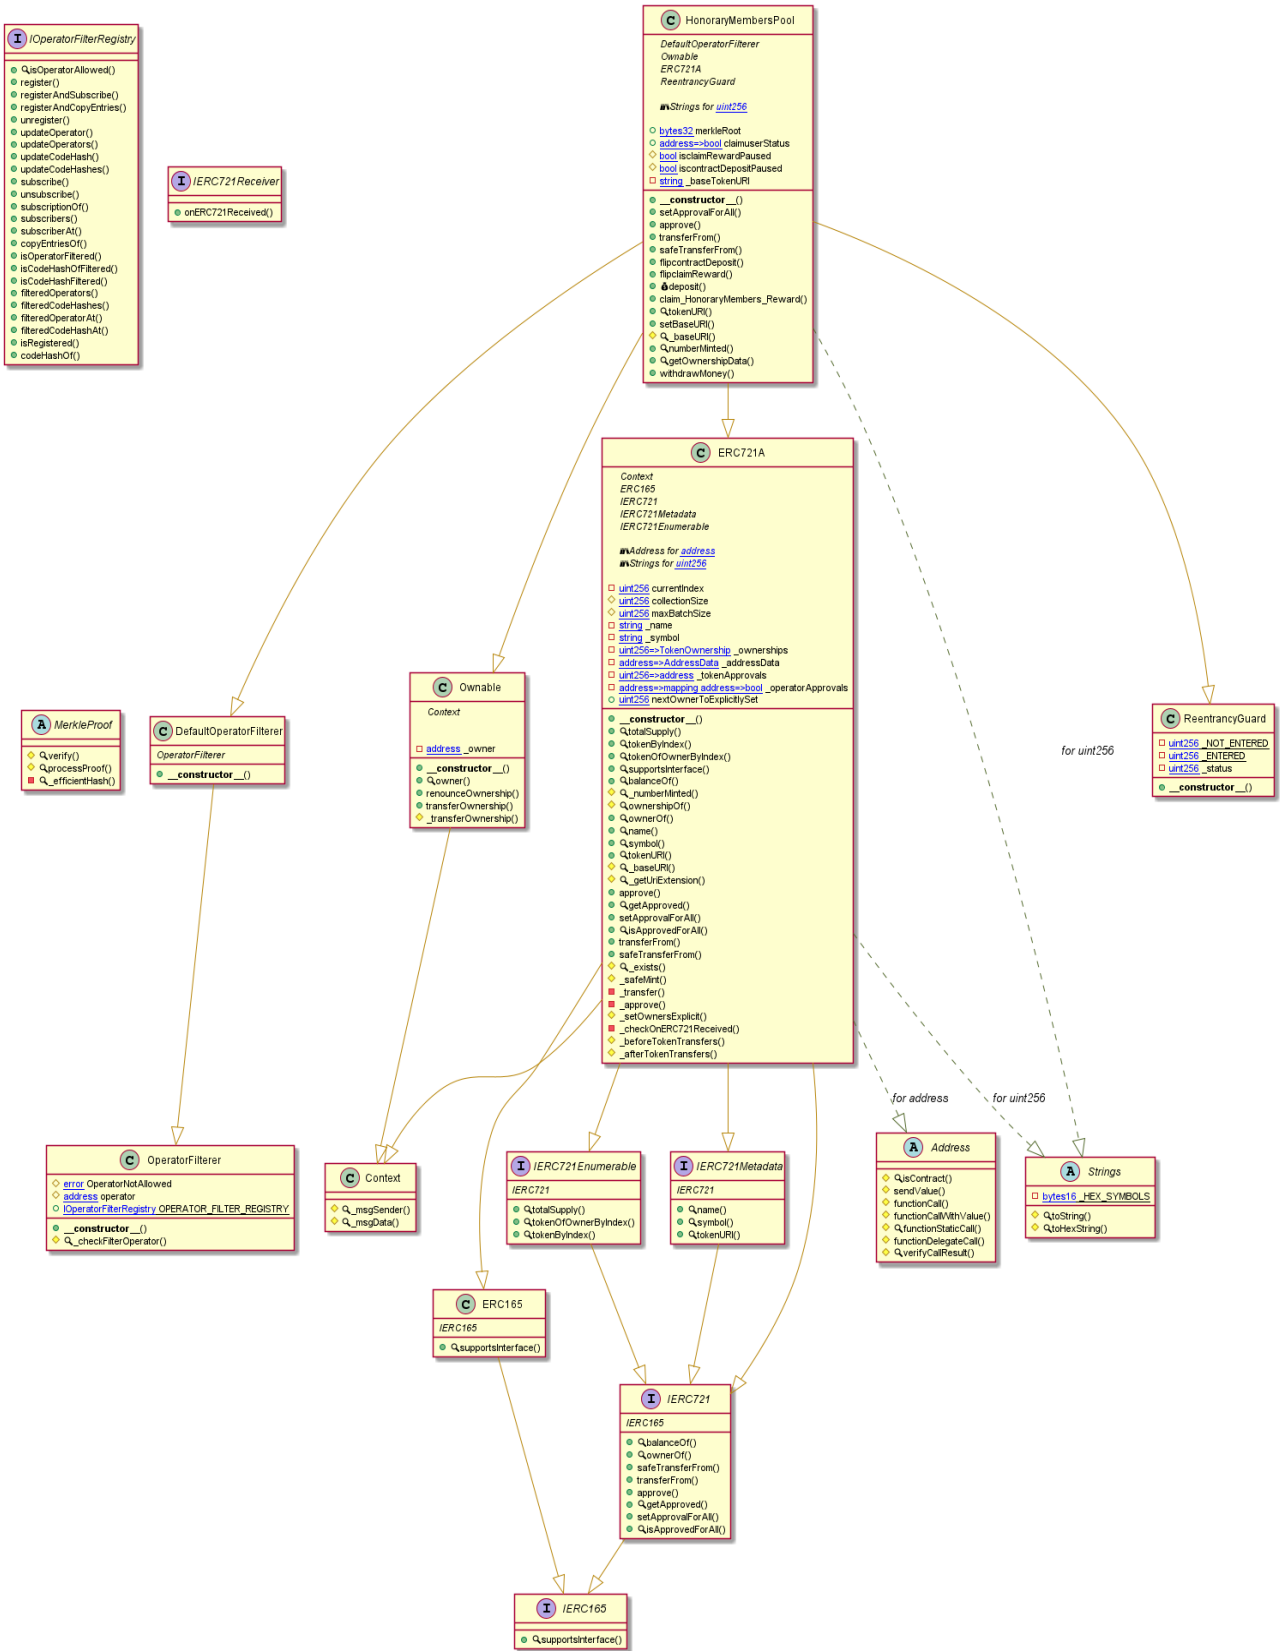 I IOperatorFilterRegistry
isOperatorAllowed()
register()
registerAndSubscribe()
registerAndCopyEntries()
unregister()
updateOperator()
updateOperators()
updateCodeHash()
updateCodeHashes()
subscribe()
unsubscribe()
subscriptionOf()
subscribers()
subscriberAt()
copyEntriesOf()
isOperatorFiltered()
isCodeHashOfFiltered()
isCodeHashFiltered()
filteredOperators()
filteredCodeHashes()
filteredOperatorAt()
filteredCodeHashAt()
isRegistered()
codeHashOf()
I IERC721Receiver
onERC721Received()
C HonoraryMembersPool
DefaultOperatorFilterer
Ownable
ERC721A
ReentrancyGuard
Strings for uint256
bytes32 merkleRoot
address=>bool claimuserStatus
bool isclaimRewardPaused
bool iscontractDepositPaused
string _baseTokenURI
__constructor__()
setApprovalForAll()
approve()
transferFrom()
safeTransferFrom()
flipcontractDeposit()
flipclaimReward()
deposit()
claim_HonoraryMembers_Reward()
tokenURI()
setBaseURI()
_baseURI()
numberMinted()
getOwnershipData()
withdrawMoney()
C ERC721A
Context
ERC165
IERC721
IERC721Metadata
IERC721Enumerable
Address for address
Strings for uint256
uint256 currentIndex
uint256 collectionSize
uint256 maxBatchSize
string _name
string _symbol
uint256=>TokenOwnership _ownerships
address=>AddressData _addressData
uint256=>address _tokenApprovals
address=>mapping address=>bool _operatorApprovals
uint256 nextOwnerToExplicitlySet
__constructor__()
totalSupply()
tokenByIndex()
tokenOfOwnerByIndex()
supportsInterface()
balanceOf()
_numberMinted()
ownershipOf()
ownerOf()
name()
symbol()
tokenURI()
_baseURI()
_getUriExtension()
approve()
getApproved()
setApprovalForAll()
isApprovedForAll()
transferFrom()
safeTransferFrom()
_exists()
_safeMint()
_transfer()
_approve()
_setOwnersExplicit()
_checkOnERC721Received()
_beforeTokenTransfers()
_afterTokenTransfers()
A MerkleProof
verify()
processProof()
_efficientHash()
C DefaultOperatorFilterer
OperatorFilterer
__constructor__()
C Ownable
Context
address _owner
__constructor__()
owner()
renounceOwnership()
transferOwnership()
_transferOwnership()
C ReentrancyGuard
uint256 _NOT_ENTERED
uint256 _ENTERED
uint256 _status
__constructor__()
for uint256
for address
for uint256
C OperatorFilterer
error OperatorNotAllowed
address operator
IOperatorFilterRegistry OPERATOR_FILTER_REGISTRY
__constructor__()
_checkFilterOperator()
C Context
_msgSender()
_msgData()
I IERC721Enumerable
IERC721
totalSupply()
tokenOfOwnerByIndex()
tokenByIndex()
I IERC721Metadata
IERC721
name()
symbol()
tokenURI()
A Address
isContract()
sendValue()
functionCall()
functionCallWithValue()
functionStaticCall()
functionDelegateCall()
verifyCallResult()
A Strings
bytes16 _HEX_SYMBOLS
toString()
toHexString()
C ERC165
IERC165
supportsInterface()
I IERC721
IERC165
balanceOf()
ownerOf()
safeTransferFrom()
transferFrom()
approve()
getApproved()
setApprovalForAll()
isApprovedForAll()
I IERC165
supportsInterface()